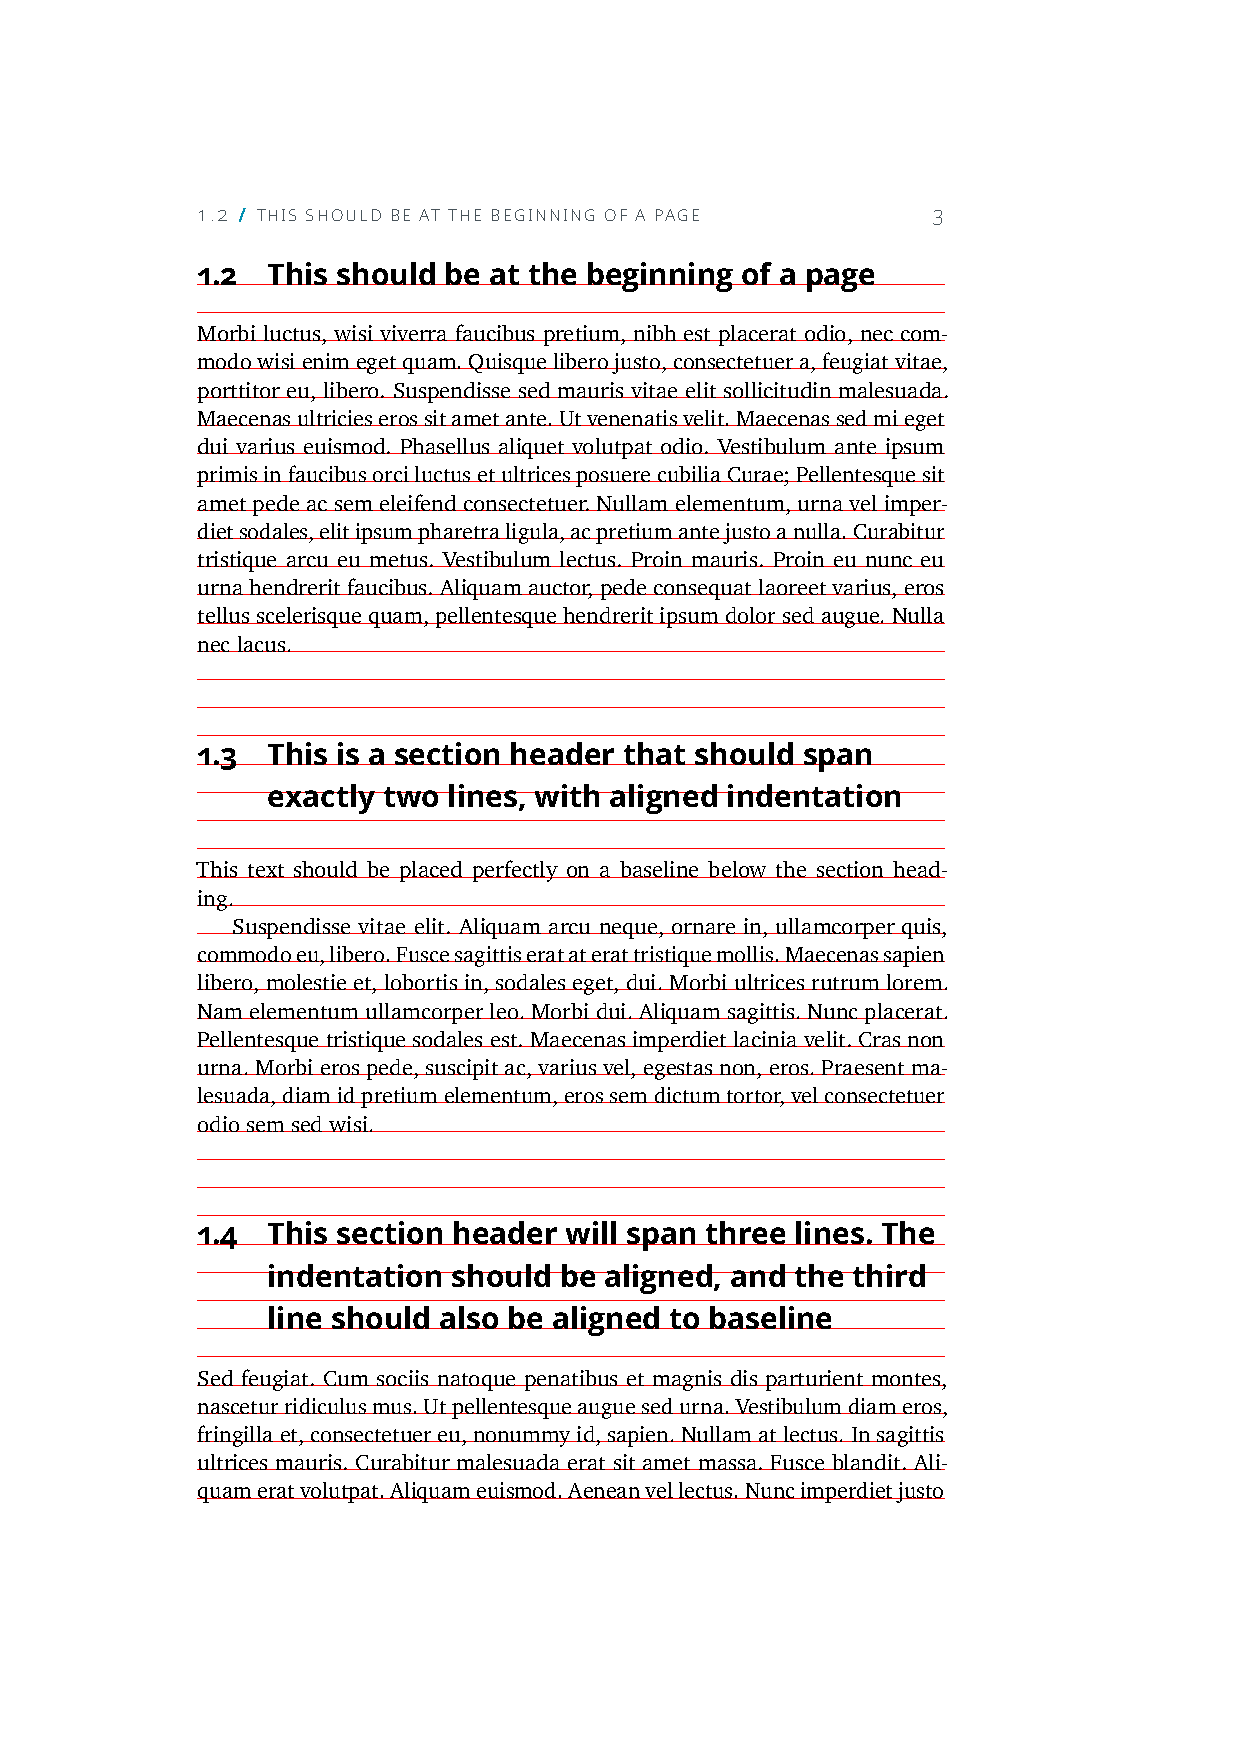 1.2 / THIS SHOULD BE AT THE BEGINNING OF A PAGE 3
1.2 This should be at the beginning of a page
Morbi luctus, wisi viverra faucibus pretium, nibh est placerat odio, nec com-
modo wisi enim eget quam. Quisque libero justo, consectetuer a, feugiat vitae,
porttitor eu, libero. Suspendisse sed mauris vitae elit sollicitudin malesuada.
Maecenas ultricies eros sit amet ante. Ut venenatis velit. Maecenas sed mi eget
dui varius euismod. Phasellus aliquet volutpat odio. Vestibulum ante ipsum
primis in faucibus orci luctus et ultrices posuere cubilia Curae; Pellentesque sit
amet pede ac sem eleifend consectetuer. Nullam elementum, urna vel imper-
diet sodales, elit ipsum pharetra ligula, ac pretium ante justo a nulla. Curabitur
tristique arcu eu metus. Vestibulum lectus. Proin mauris. Proin eu nunc eu
urna hendrerit faucibus. Aliquam auctor, pede consequat laoreet varius, eros
tellus scelerisque quam, pellentesque hendrerit ipsum dolor sed augue. Nulla
nec lacus.
1.3 This is a section header that should span
exactly two lines, with aligned indentation
This text should be placed perfectly on a baseline below the section head-
ing.
Suspendisse vitae elit. Aliquam arcu neque, ornare in, ullamcorper quis,
commodo eu, libero. Fusce sagittis erat at erat tristique mollis. Maecenas sapien
libero, molestie et, lobortis in, sodales eget, dui. Morbi ultrices rutrum lorem.
Nam elementum ullamcorper leo. Morbi dui. Aliquam sagittis. Nunc placerat.
Pellentesque tristique sodales est. Maecenas imperdiet lacinia velit. Cras non
urna. Morbi eros pede, suscipit ac, varius vel, egestas non, eros. Praesent ma-
lesuada, diam id pretium elementum, eros sem dictum tortor, vel consectetuer
odio sem sed wisi.
1.4 This section header will span three lines. The
indentation should be aligned, and the third
line should also be aligned to baseline
Sed feugiat. Cum sociis natoque penatibus et magnis dis parturient montes,
nascetur ridiculus mus. Ut pellentesque augue sed urna. Vestibulum diam eros,
fringilla et, consectetuer eu, nonummy id, sapien. Nullam at lectus. In sagittis
ultrices mauris. Curabitur malesuada erat sit amet massa. Fusce blandit. Ali-
quam erat volutpat. Aliquam euismod. Aenean vel lectus. Nunc imperdiet justo